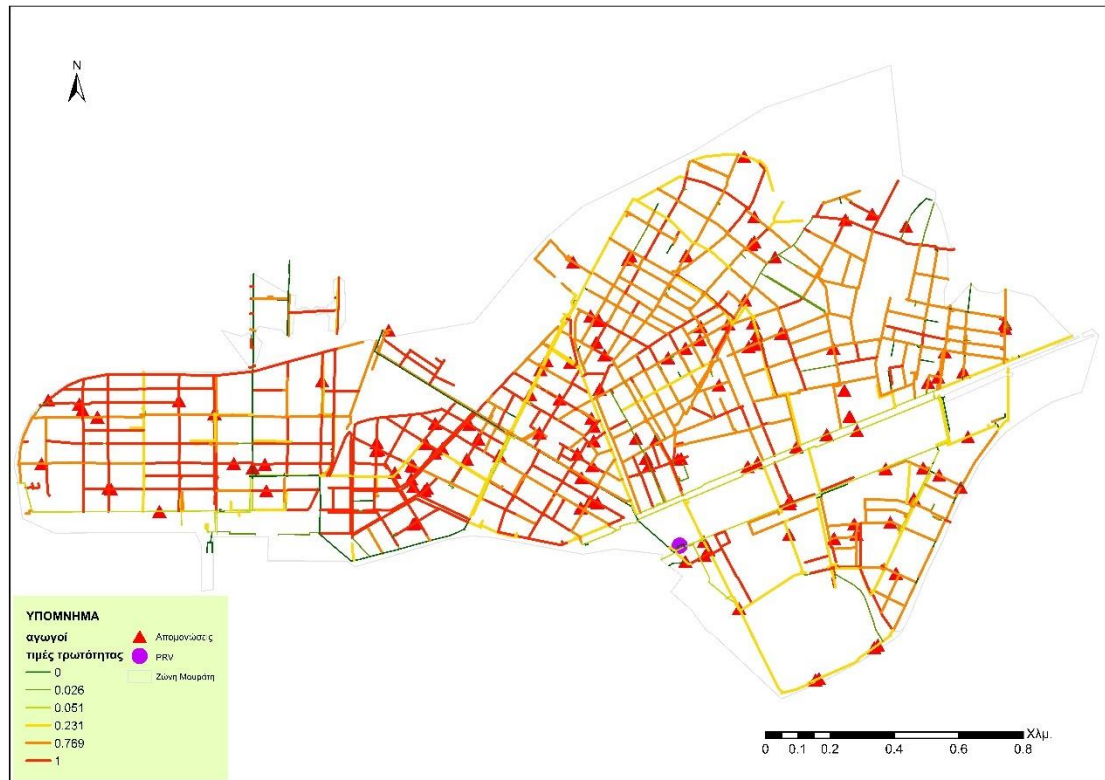 N
ΥΠΟΜΝΗΜΑ
αγωγοί
τιμές τρωτότητας
0
0.026
0.051
0.231
0.769
1
Απομονώσεις
PRV
Ζώνη Μουράτη
Χλμ.
0 0.1 0.2 0.4 0.6 0.8